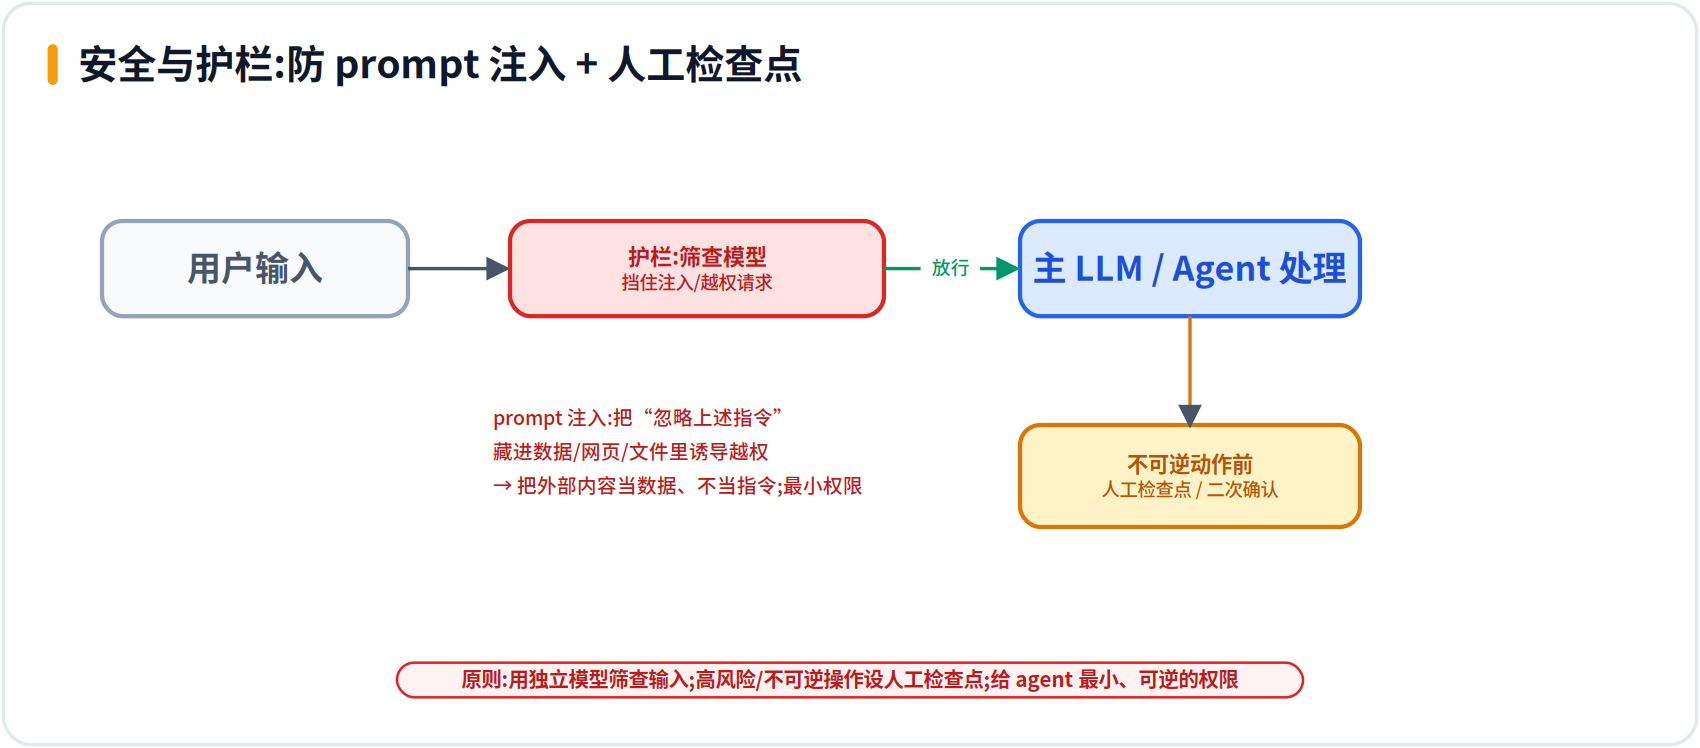 安全与护栏:防 prompt 注入 + 人工检查点
用户输入
护栏:筛查模型
挡住注入/越权请求
放行
主 LLM / Agent 处理
prompt 注入:把“忽略上述指令”
藏进数据/网页/文件里诱导越权
→ 把外部内容当数据、不当指令;最小权限
不可逆动作前
人工检查点 / 二次确认
原则:用独立模型筛查输入;高风险/不可逆操作设人工检查点;给 agent 最小、可逆的权限